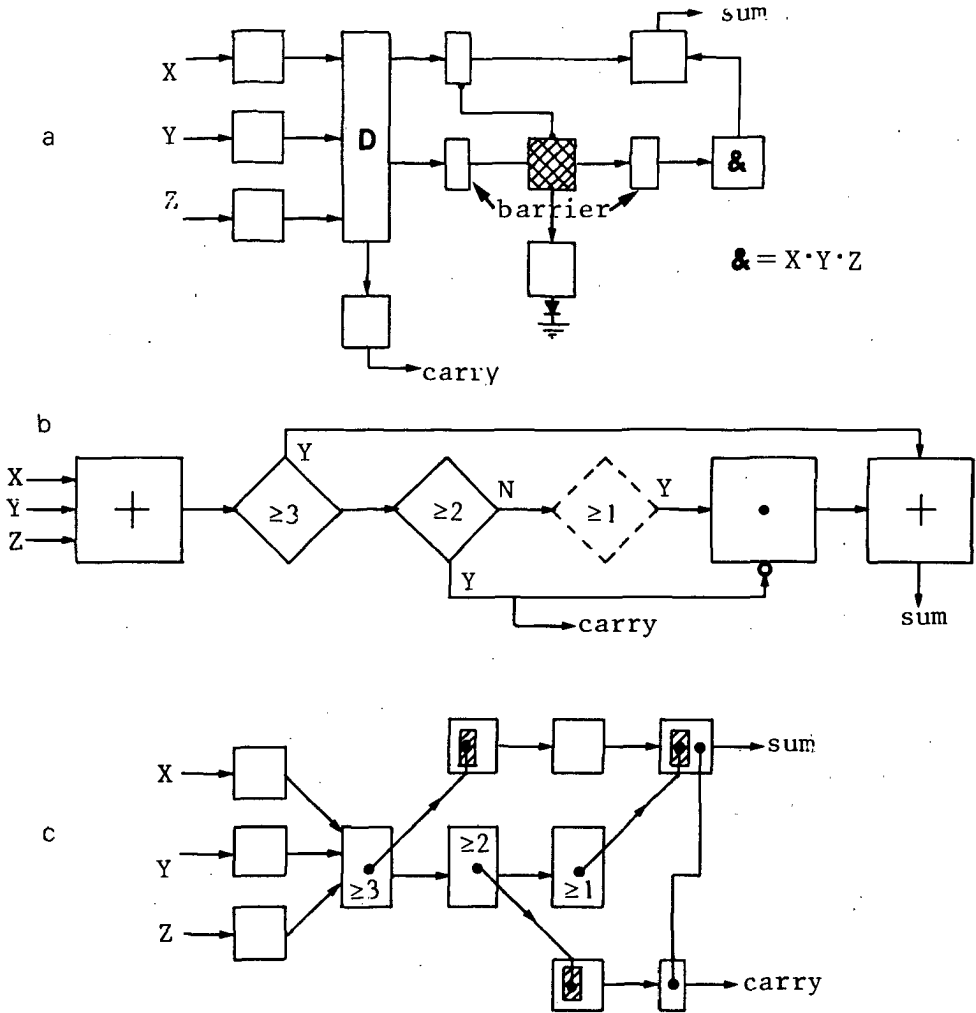 sum
X
a
Y
D
&
Z
barrier
& = X·Y·Z
carry
b
X
Y
Z
+
Y
≥3
≥2
N
≥1
Y
•
+
Y
carry
sum
c
X
sum
Y
≥3
≥2
≥1
Z
carry